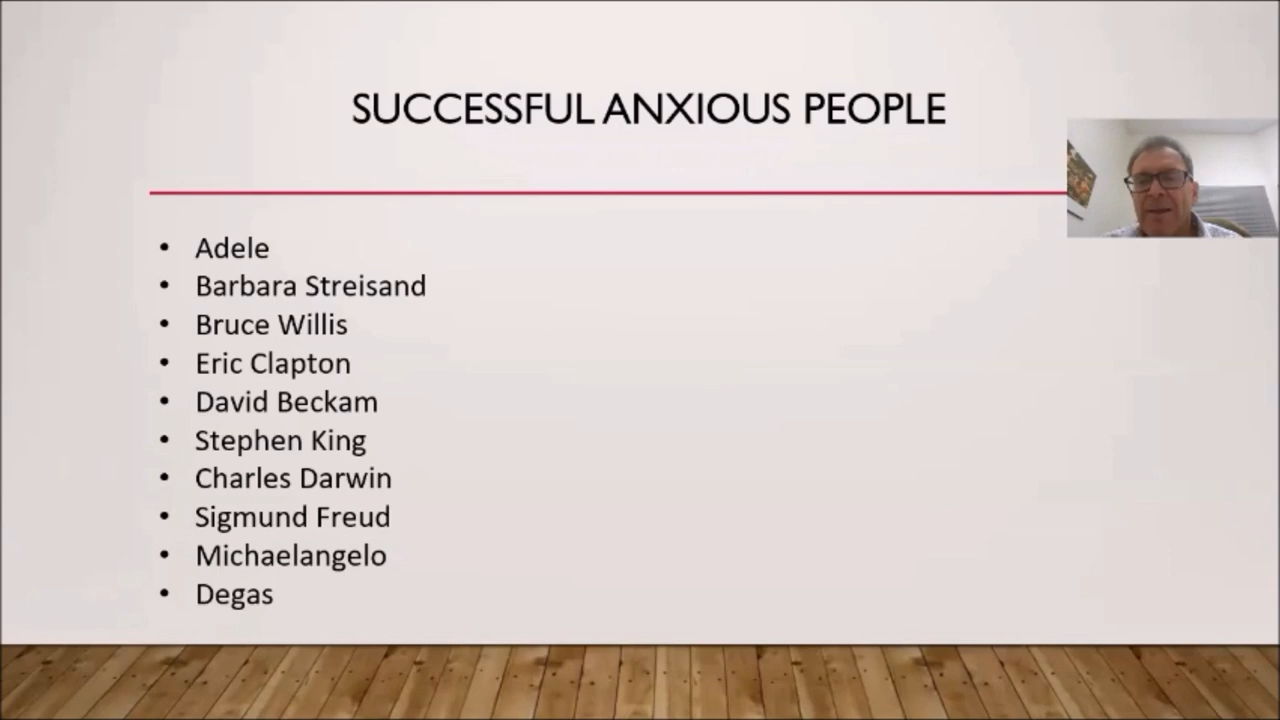 SUCCESSFUL ANXIOUS PEOPLE
• Adele
• Barbara Streisand
• Bruce Willis
• Eric Clapton
• David Beckam
• Stephen King
• Charles Darwin
• Sigmund Freud
• Michaelangelo
• Degas